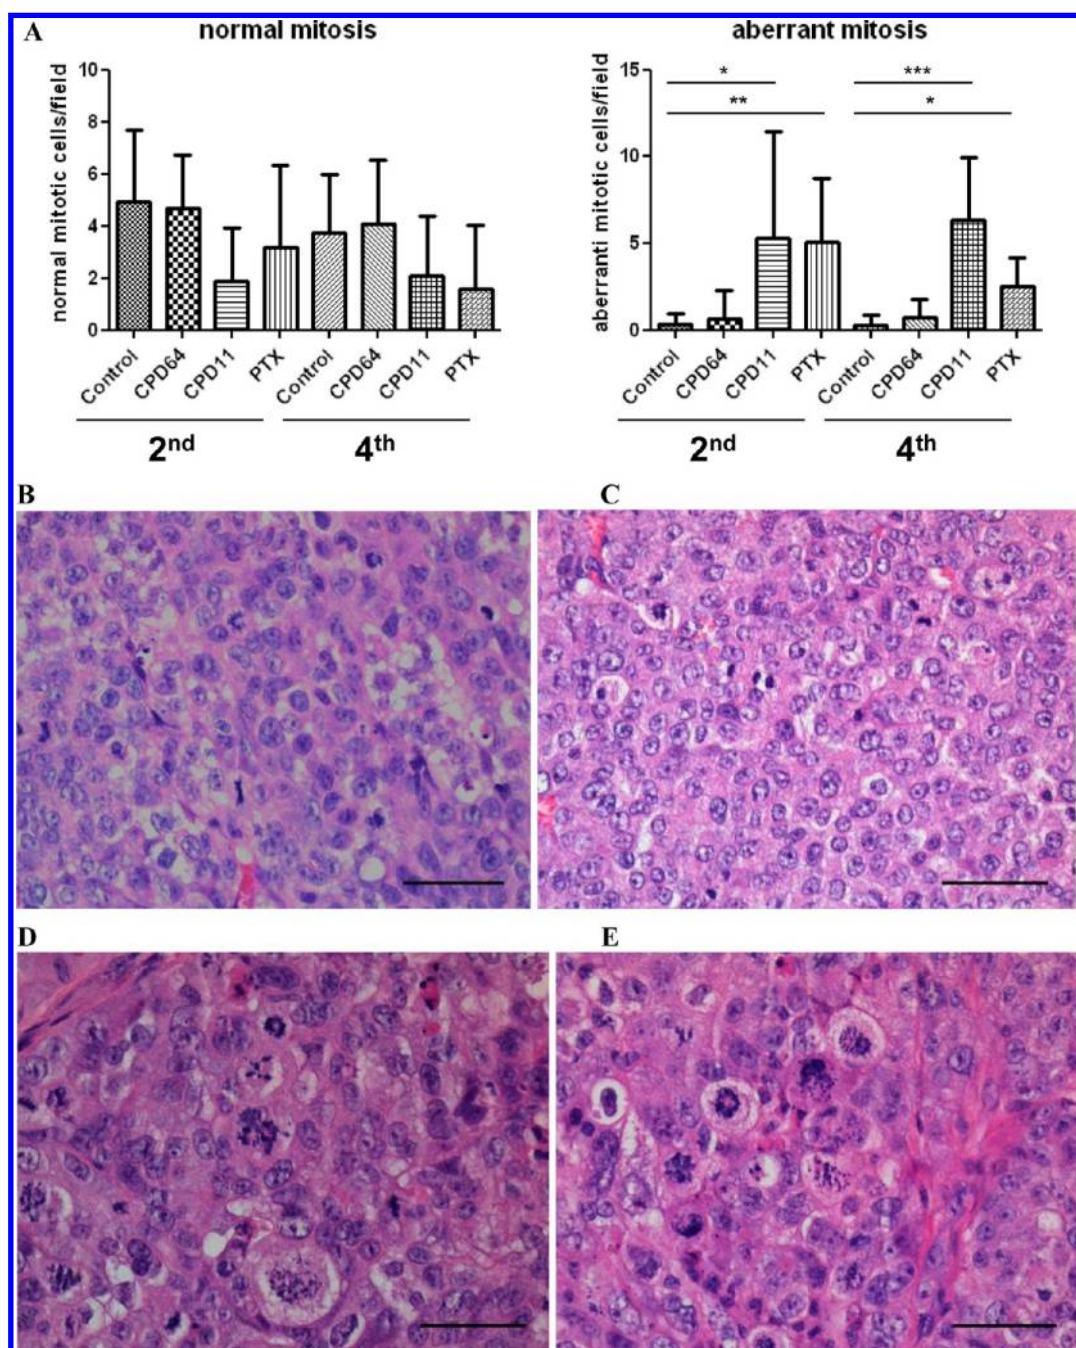 A
normal mitosis
aberrant mitosis
normal mitotic cells/field
10
8
6
4
2
0
Control
CPD64
CPD11
PTX
Control
CPD64
CPD11
PTX
2nd
4th
aberranti mitotic cells/field
15
10
5
0
*
**
***
*
Control
CPD64
CPD11
PTX
Control
CPD64
CPD11
PTX
2nd
4th
B
C
D
E